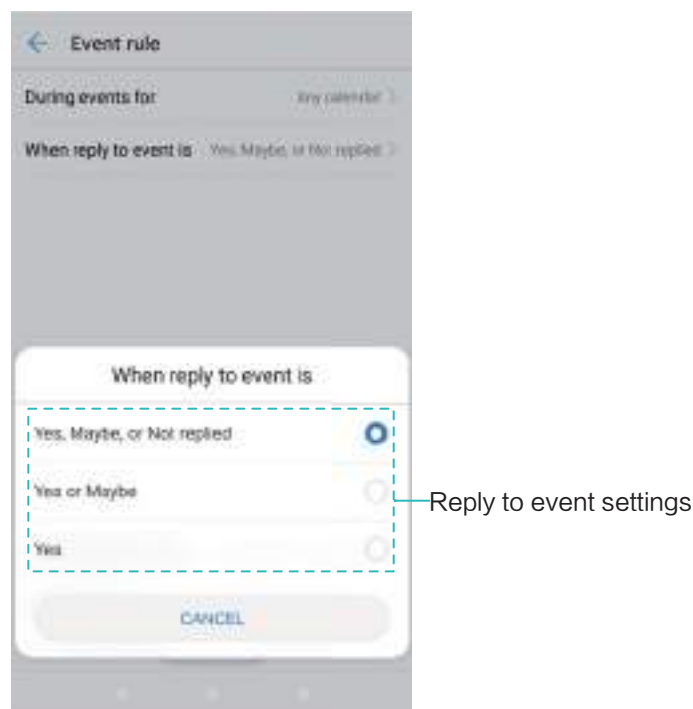 Event rule
During events for Any calendar
When reply to event is Yes, Maybe, or Not replied
When reply to event is
Yes, Maybe, or Not replied
Yes or Maybe
Reply to event settings
Yes
CANCEL